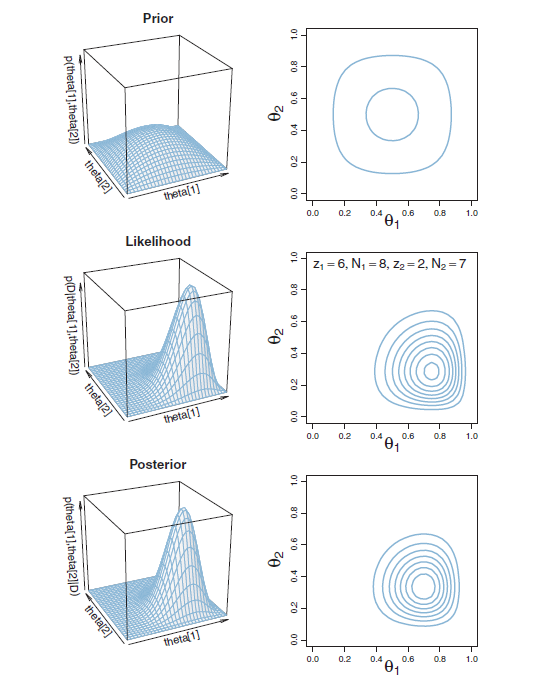 Prior
p(theta[1],theta[2])
theta[2]
theta[1]
θ2
1.0
0.8
0.6
0.4
0.2
0.0
0.0 0.2 0.4 0.6 0.8 1.0
θ1
Likelihood
p(D|theta[1],theta[2])
theta[2]
theta[1]
z1 = 6, N1 = 8, z2 = 2, N2 = 7
θ2
1.0
0.8
0.6
0.4
0.2
0.0
0.0 0.2 0.4 0.6 0.8 1.0
θ1
Posterior
p(theta[1],theta[2]|D)
theta[2]
theta[1]
θ2
1.0
0.8
0.6
0.4
0.2
0.0
0.0 0.2 0.4 0.6 0.8 1.0
θ1